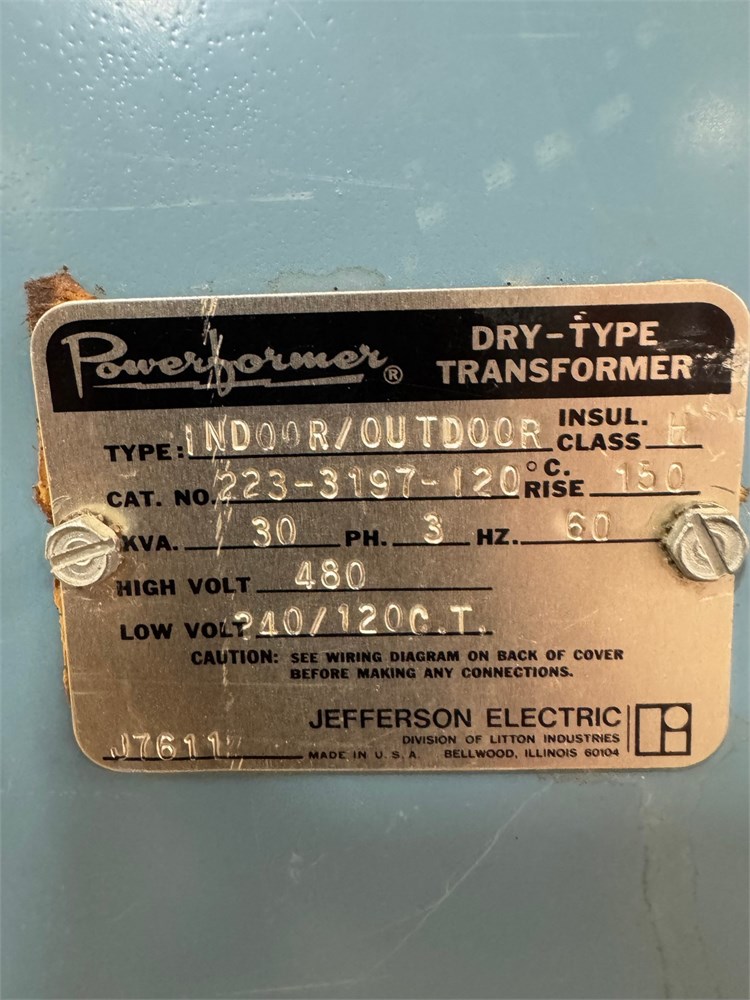 Powerformer® DRY-TYPE TRANSFORMER
TYPE: INDOOR/OUTDOOR INSUL. CLASS H
CAT. NO. 223-3197-120 °C. RISE 150
KVA. 30 PH. 3 HZ. 60
HIGH VOLT 480
LOW VOLT 240/120C.T.
CAUTION: SEE WIRING DIAGRAM ON BACK OF COVER
BEFORE MAKING ANY CONNECTIONS.
JEFFERSON ELECTRIC
DIVISION OF LITTON INDUSTRIES
MADE IN U.S.A. BELLWOOD, ILLINOIS 60104